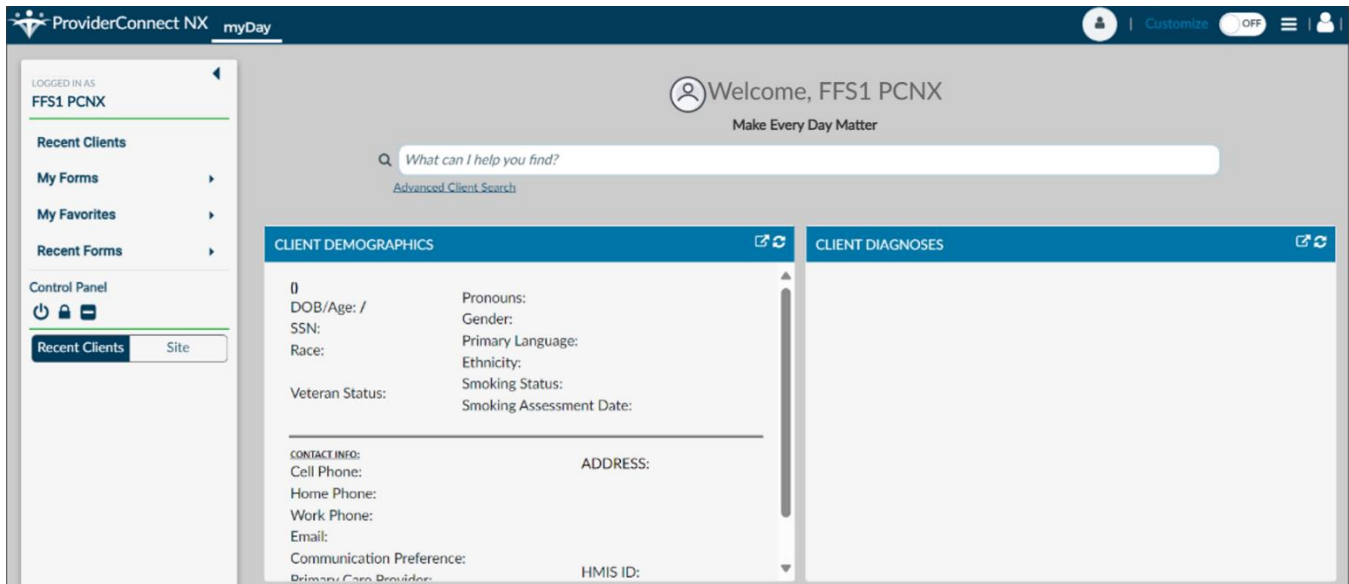 ProviderConnect NX myDay
Customize OFF
LOGGED IN AS
FFS1 PCNX
Recent Clients
My Forms
My Favorites
Recent Forms
Control Panel
Recent Clients Site
Welcome, FFS1 PCNX
Make Every Day Matter
What can I help you find?
Advanced Client Search
CLIENT DEMOGRAPHICS
()
DOB/Age: /
SSN:
Race:
Veteran Status:
Pronouns:
Gender:
Primary Language:
Ethnicity:
Smoking Status:
Smoking Assessment Date:
CONTACT INFO:
Cell Phone:
Home Phone:
Work Phone:
Email:
Communication Preference:
Primary Care Provider:
ADDRESS:
HMIS ID:
CLIENT DIAGNOSES